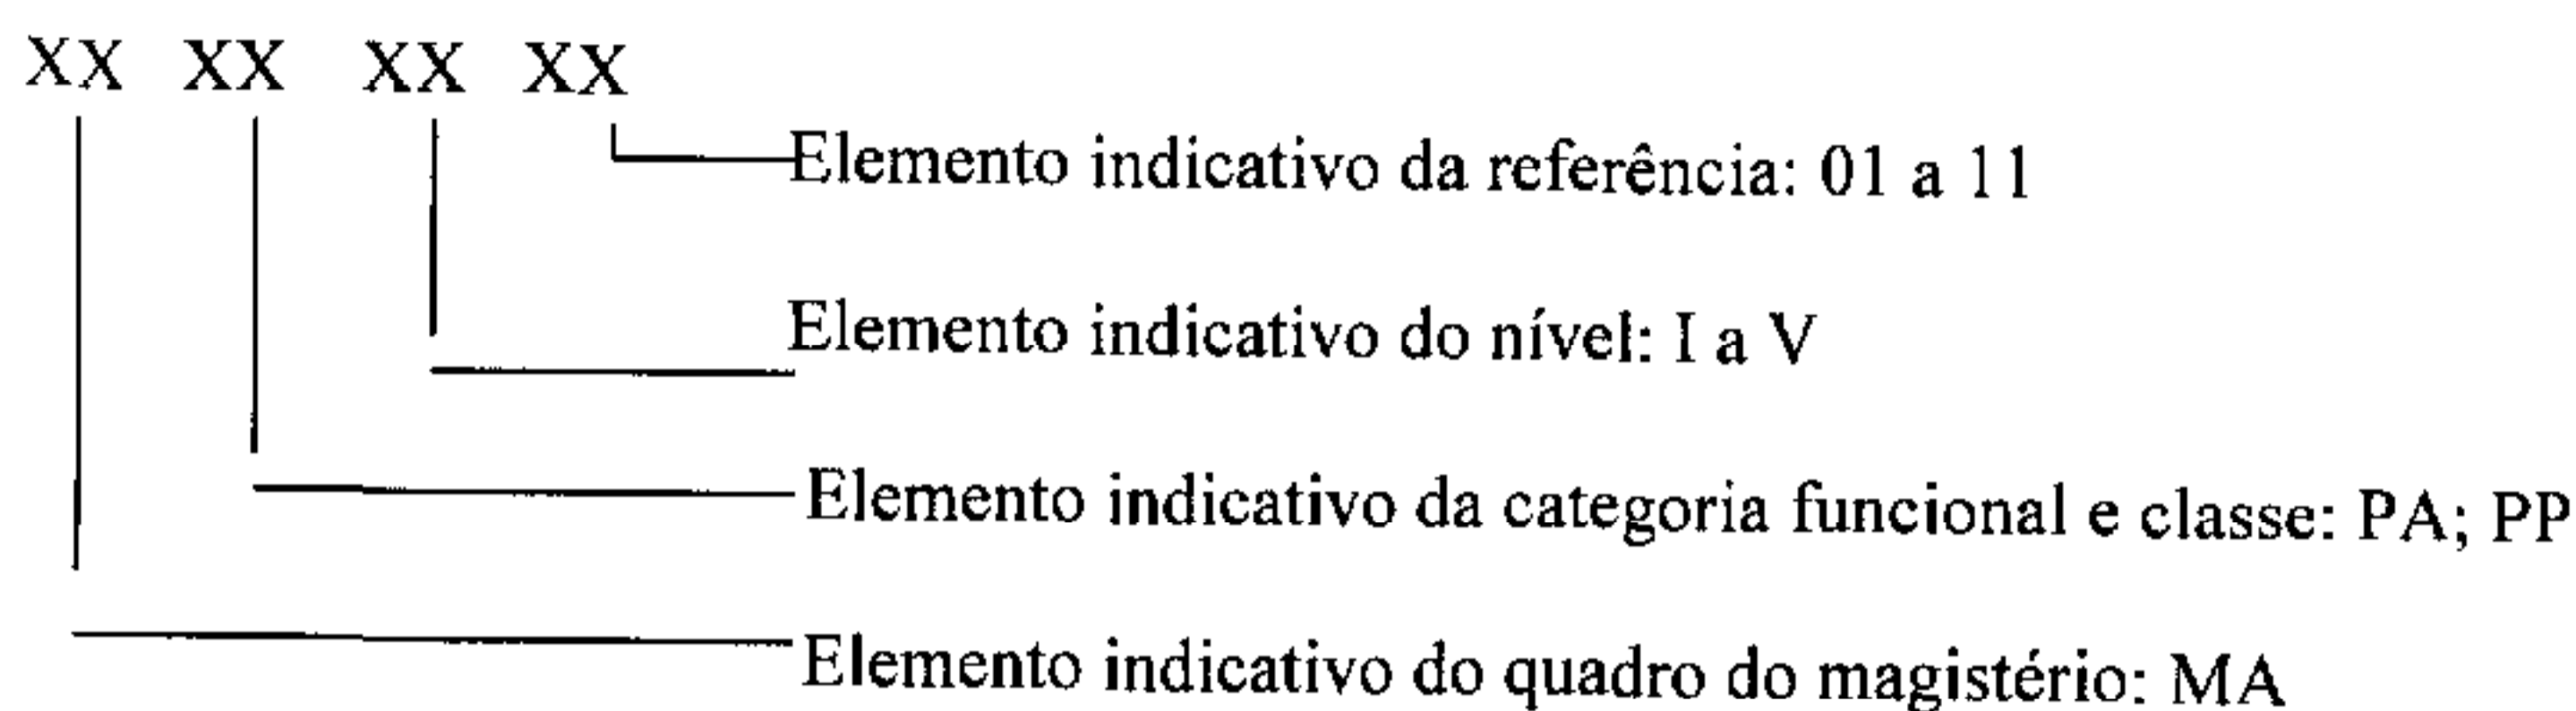 XX XX XX XX
Elemento indicativo da referência: 01 a 11
Elemento indicativo do nível: I a V
Elemento indicativo da categoria funcional e classe: PA; PP
Elemento indicativo do quadro do magistério: MA